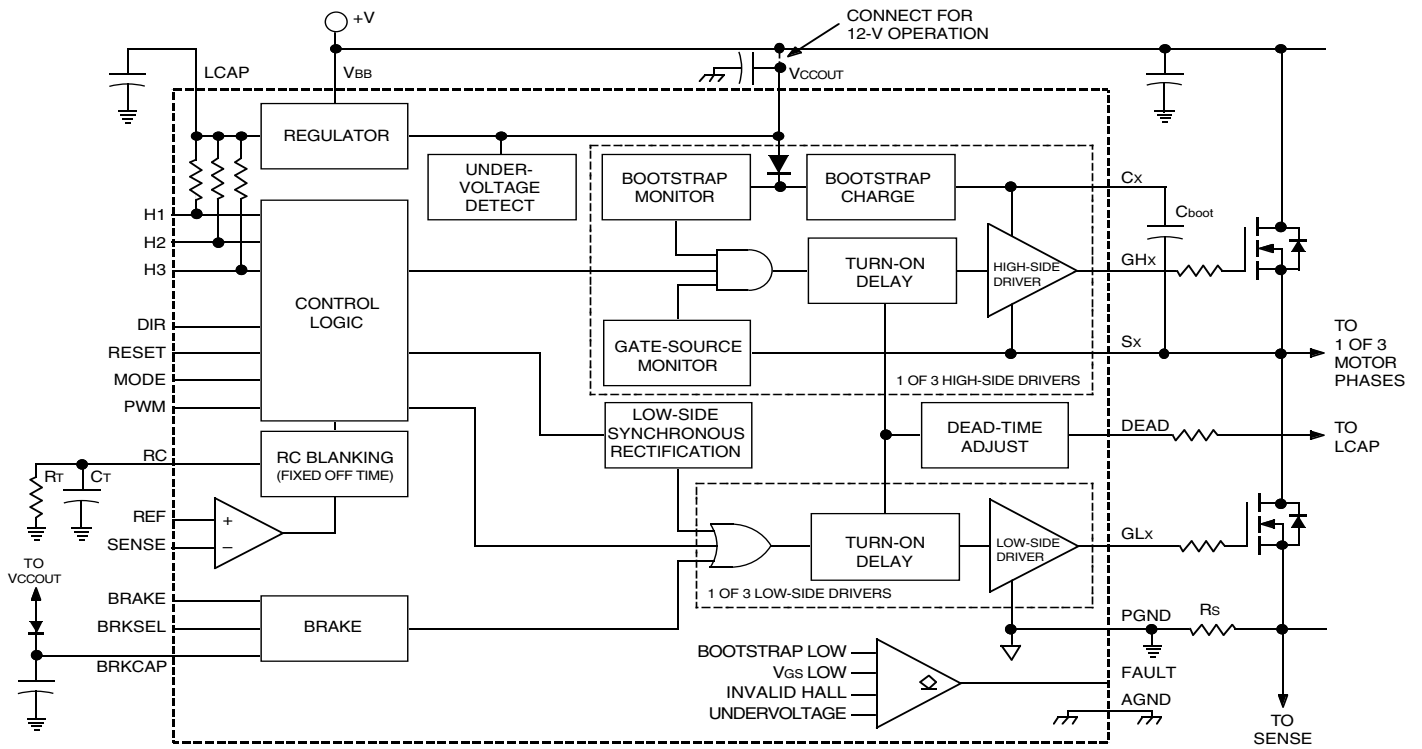 +V
CONNECT FOR
12-V OPERATION
LCAP
VBB
VCCOUT
REGULATOR
UNDER-
VOLTAGE
DETECT
BOOTSTRAP
MONITOR
BOOTSTRAP
CHARGE
CX
Cboot
H1
H2
H3
CONTROL
LOGIC
TURN-ON
DELAY
HIGH-SIDE
DRIVER
GHX
DIR
RESET
MODE
PWM
GATE-SOURCE
MONITOR
1 OF 3 HIGH-SIDE DRIVERS
SX
TO
1 OF 3
MOTOR
PHASES
LOW-SIDE
SYNCHRONOUS
RECTIFICATION
DEAD-TIME
ADJUST
DEAD
TO
LCAP
RC
RT
CT
RC BLANKING
(FIXED OFF TIME)
REF
+
SENSE
–
TURN-ON
DELAY
LOW-SIDE
DRIVER
GLX
1 OF 3 LOW-SIDE DRIVERS
TO
VCCOUT
BRAKE
BRKSEL
BRKCAP
BRAKE
PGND
RS
BOOTSTRAP LOW
VGS LOW
INVALID HALL
UNDERVOLTAGE
FAULT
AGND
TO
SENSE